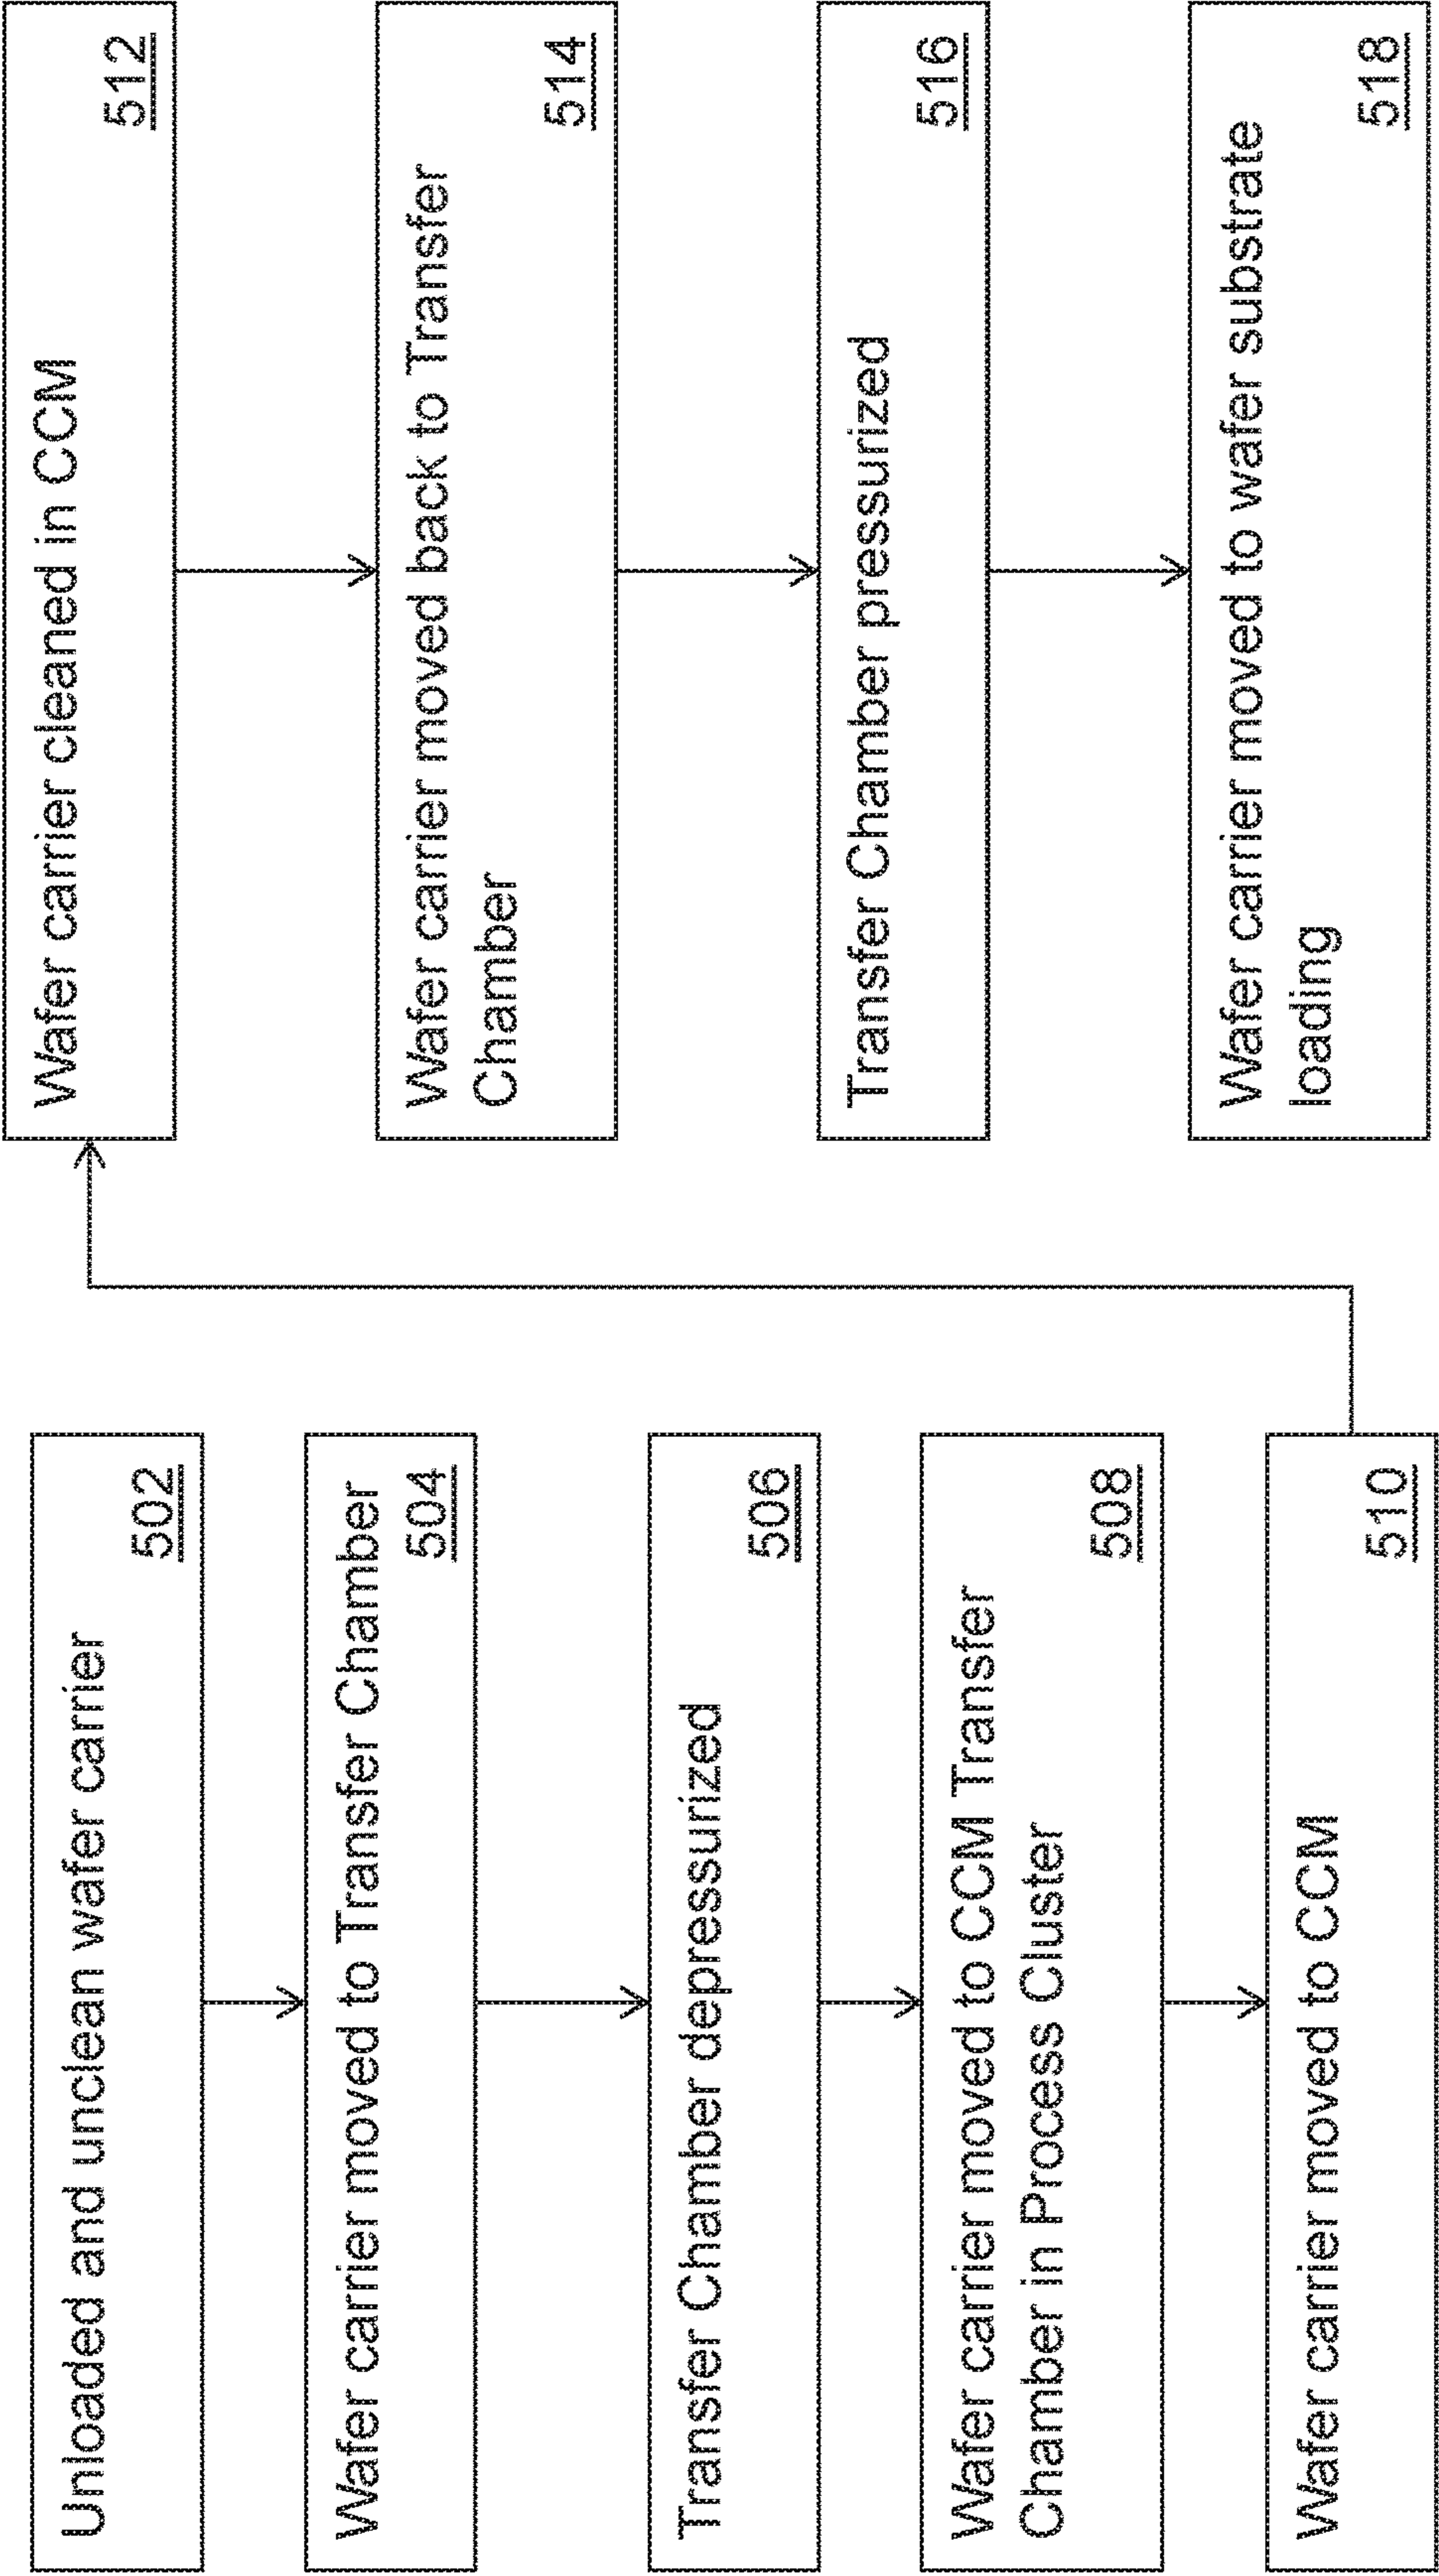 Unloaded and unclean wafer carrier
502
Wafer carrier moved to Transfer Chamber
504
Transfer Chamber depressurized
506
Wafer carrier moved to CCM Transfer
Chamber in Process Cluster
508
Wafer carrier moved to CCM
510
Wafer carrier cleaned in CCM
512
Wafer carrier moved back to Transfer
Chamber
514
Transfer Chamber pressurized
516
Wafer carrier moved to wafer substrate
loading
518